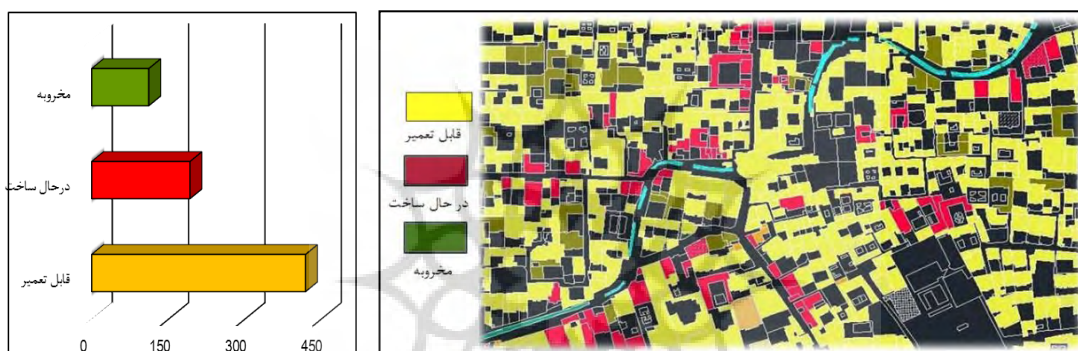 مخروبه
درحال ساخت
قابل تعمیر
0 150 300 450
قابل تعمیر
در حال ساخت
مخروبه